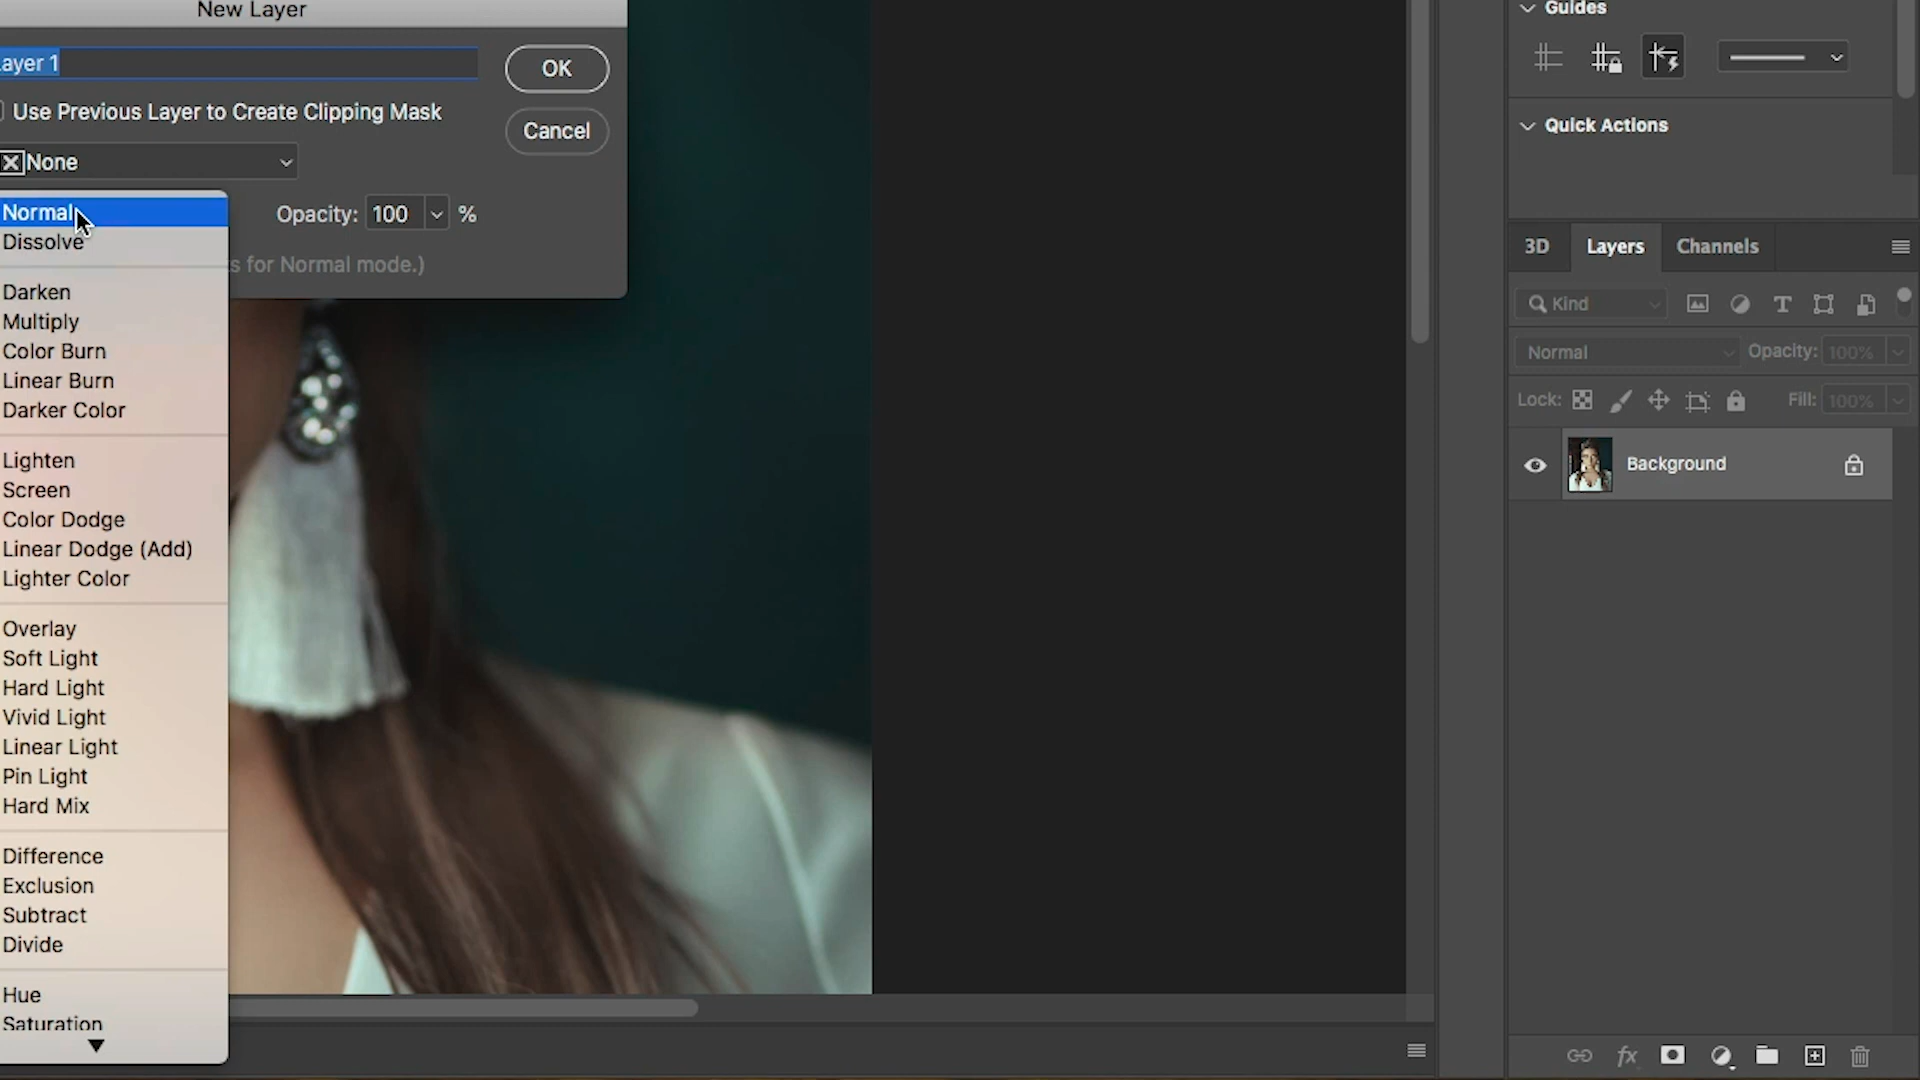 New Layer
ayer 1
OK
Use Previous Layer to Create Clipping Mask
Cancel
None
Normal
Opacity: 100 %
Dissolve
s for Normal mode.)
Darken
Multiply
Color Burn
Linear Burn
Darker Color
Lighten
Screen
Color Dodge
Linear Dodge (Add)
Lighter Color
Overlay
Soft Light
Hard Light
Vivid Light
Linear Light
Pin Light
Hard Mix
Difference
Exclusion
Subtract
Divide
Hue
Saturation
Guides
Quick Actions
3D Layers Channels
Kind
Normal Opacity: 100%
Lock: Fill: 100%
Background
fx